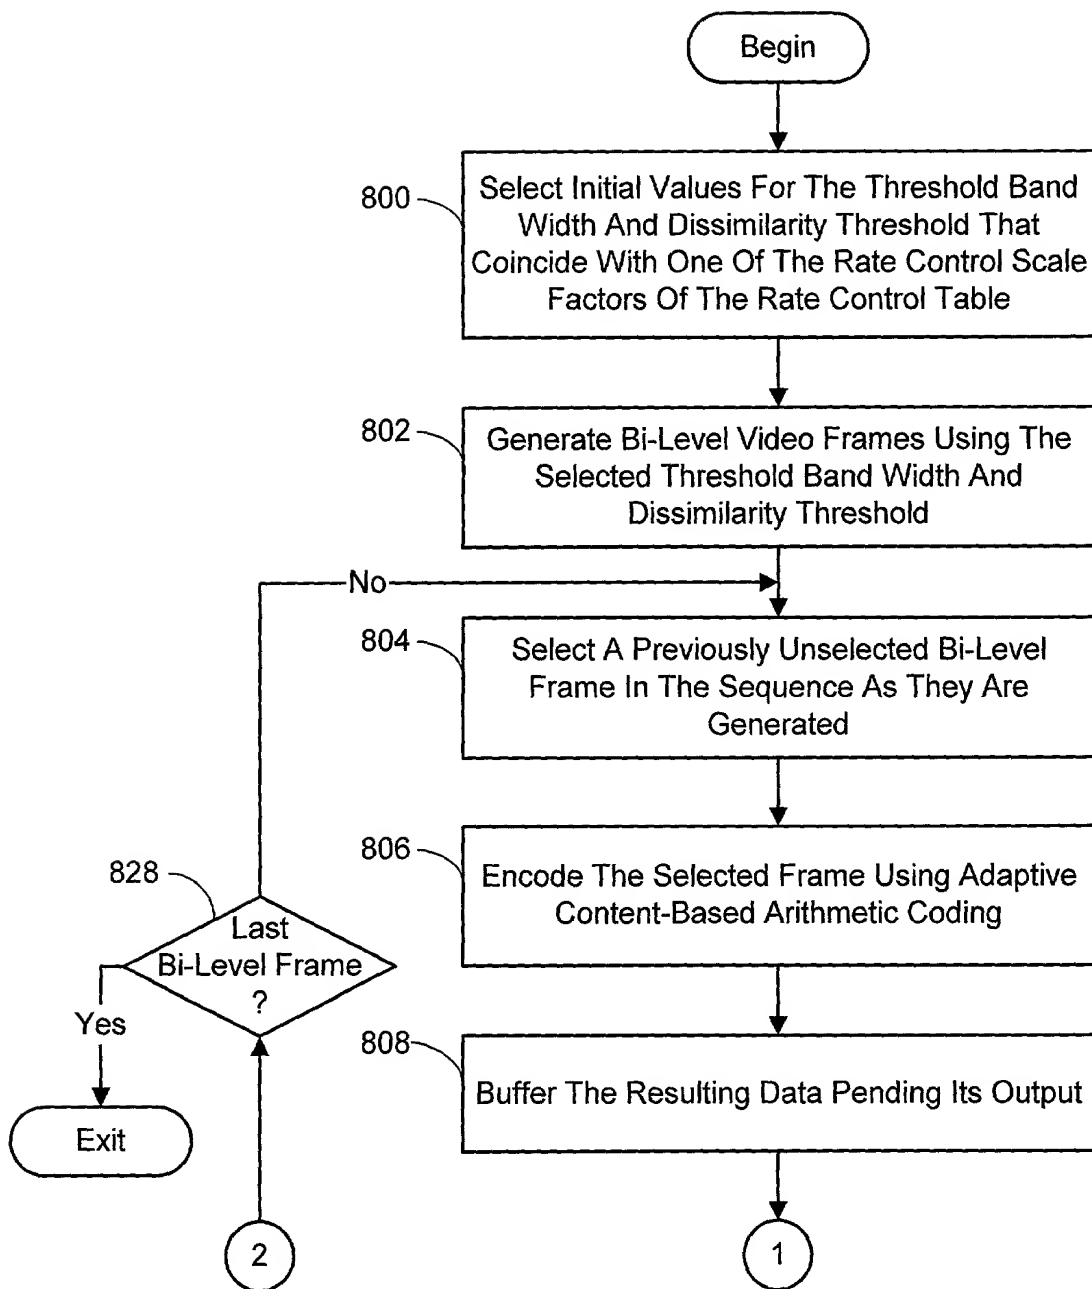 Begin
800
Select Initial Values For The Threshold Band
Width And Dissimilarity Threshold That
Coincide With One Of The Rate Control Scale
Factors Of The Rate Control Table
802
Generate Bi-Level Video Frames Using The
Selected Threshold Band Width And
Dissimilarity Threshold
No
804
Select A Previously Unselected Bi-Level
Frame In The Sequence As They Are
Generated
806
Encode The Selected Frame Using Adaptive
Content-Based Arithmetic Coding
828
Last
Bi-Level Frame
?
Yes
Exit
808
Buffer The Resulting Data Pending Its Output
2
1